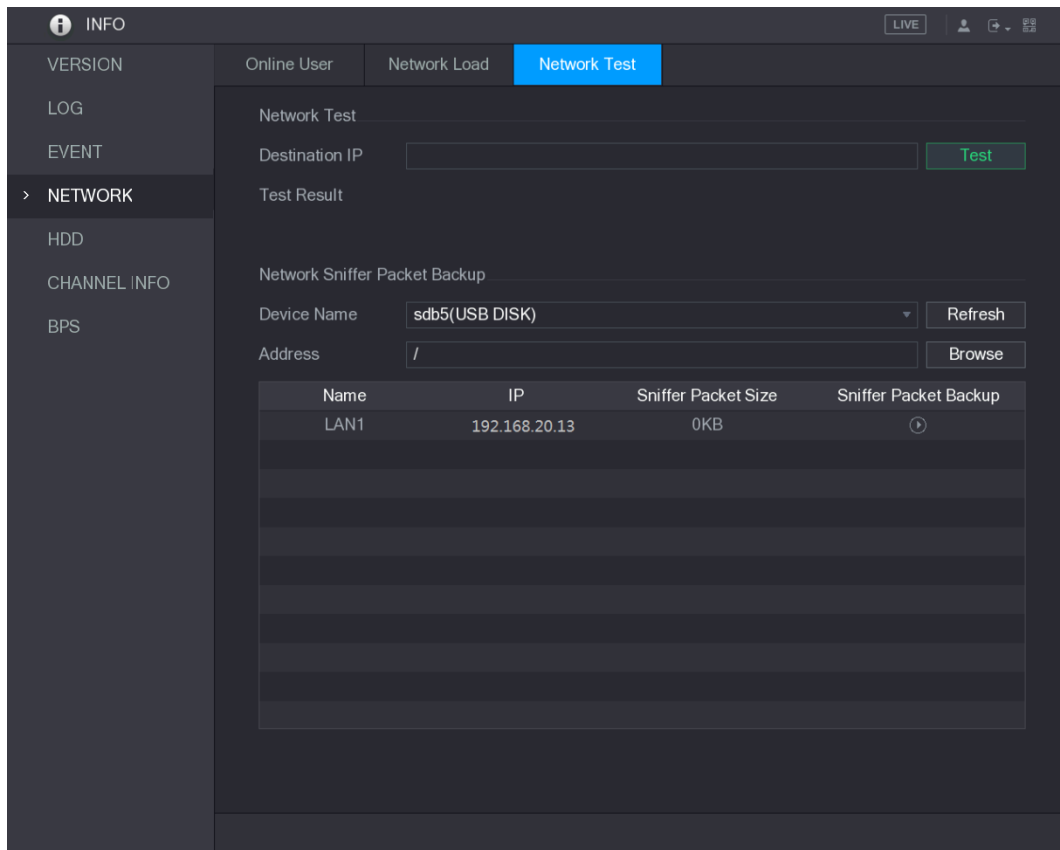 INFO
LIVE
VERSION
LOG
EVENT
NETWORK
HDD
CHANNEL INFO
BPS
Online User Network Load Network Test
Network Test
Destination IP Test
Test Result
Network Sniffer Packet Backup
Device Name sdb5(USB DISK) Refresh
Address / Browse
Name IP Sniffer Packet Size Sniffer Packet Backup
LAN1 192.168.20.13 0KB